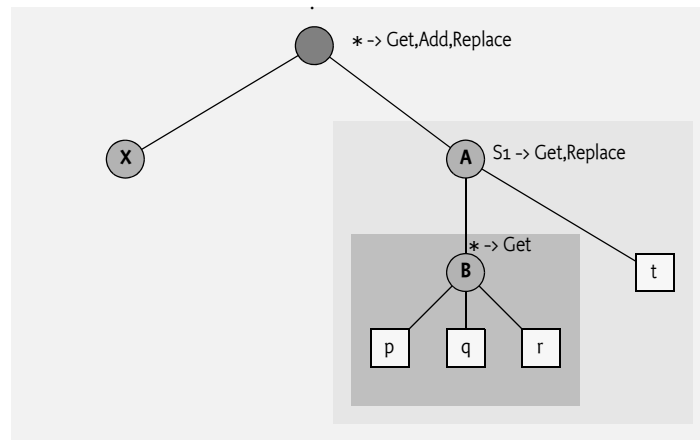 .
* -> Get,Add,Replace
X
A
S1 -> Get,Replace
* -> Get
B
t
p
q
r